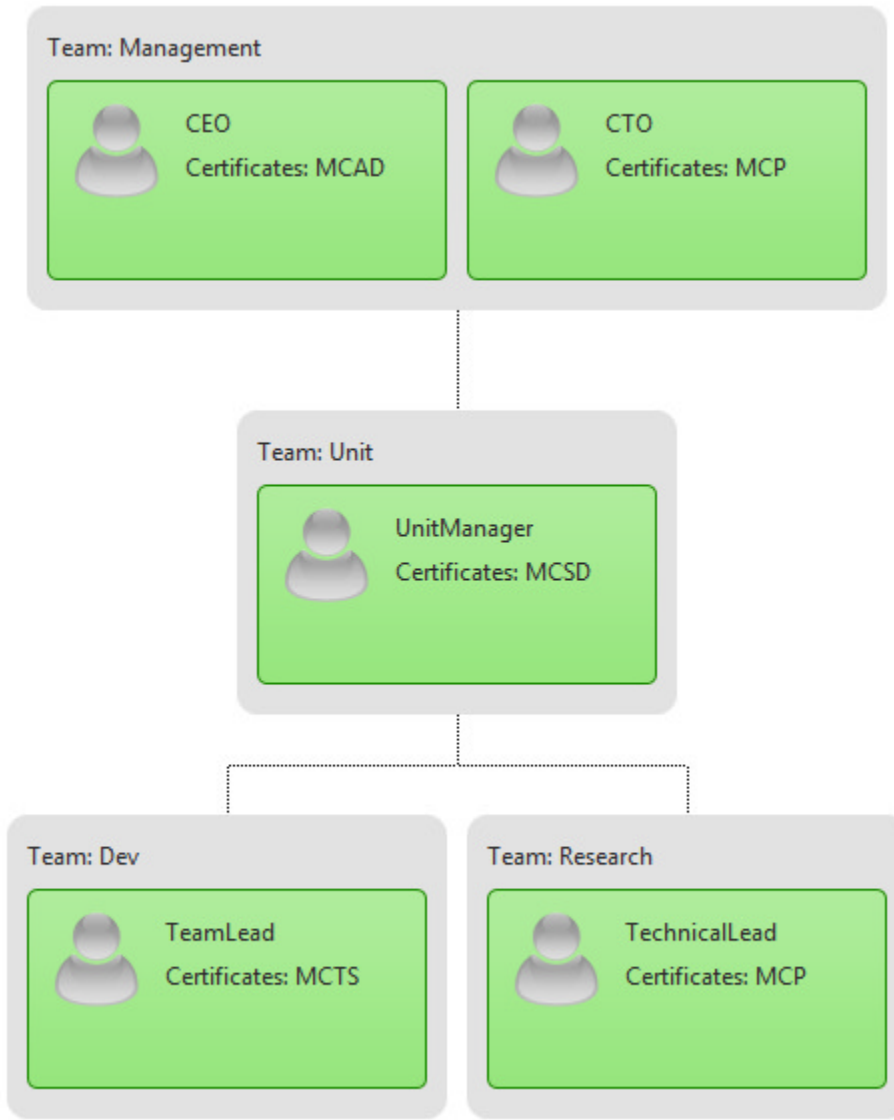 Team: Management
CEO
Certificates: MCAD
CTO
Certificates: MCP
Team: Unit
UnitManager
Certificates: MCSD
Team: Dev
TeamLead
Certificates: MCTS
Team: Research
TechnicalLead
Certificates: MCP